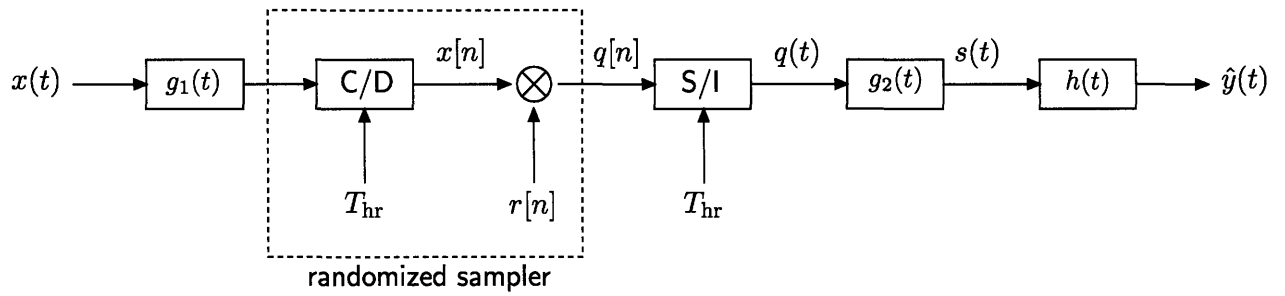 x(t) g₁(t) C/D x[n] q[n] S/I q(t) g₂(t) s(t) h(t) ŷ(t)
T_hr r[n] T_hr
randomized sampler